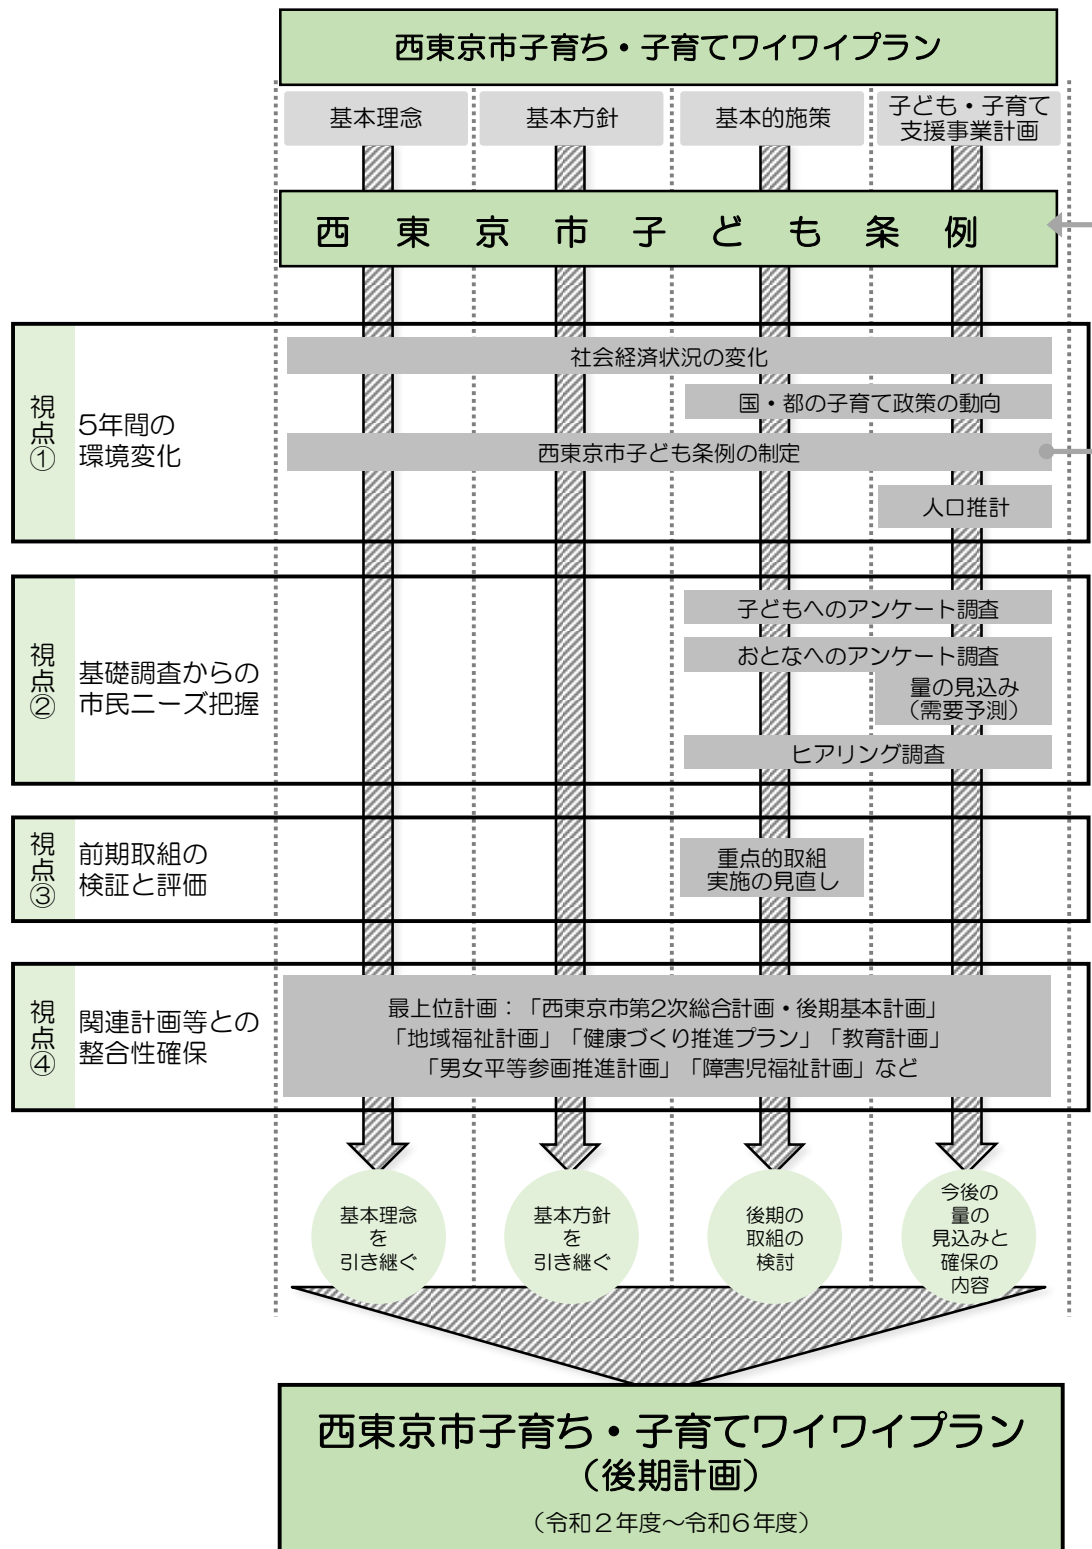 西東京市子育ち・子育てワイワイプラン
基本理念
基本方針
基本的施策
子ども・子育て
支援事業計画
西東京市子ども条例
視点①
5年間の
環境変化
社会経済状況の変化
国・都の子育て政策の動向
西東京市子ども条例の制定
人口推計
視点②
基礎調査からの
市民ニーズ把握
子どもへのアンケート調査
おとなへのアンケート調査
量の見込み
（需要予測）
ヒアリング調査
視点③
前期取組の
検証と評価
重点的取組
実施の見直し
視点④
関連計画等との
整合性確保
最上位計画：「西東京市第2次総合計画・後期基本計画」
「地域福祉計画」「健康づくり推進プラン」「教育計画」
「男女平等参画推進計画」「障害児福祉計画」など
基本理念
を
引き継ぐ
基本方針
を
引き継ぐ
後期の
取組の
検討
今後の
量の
見込みと
確保の
内容
西東京市子育ち・子育てワイワイプラン
（後期計画）
（令和２年度～令和６年度）